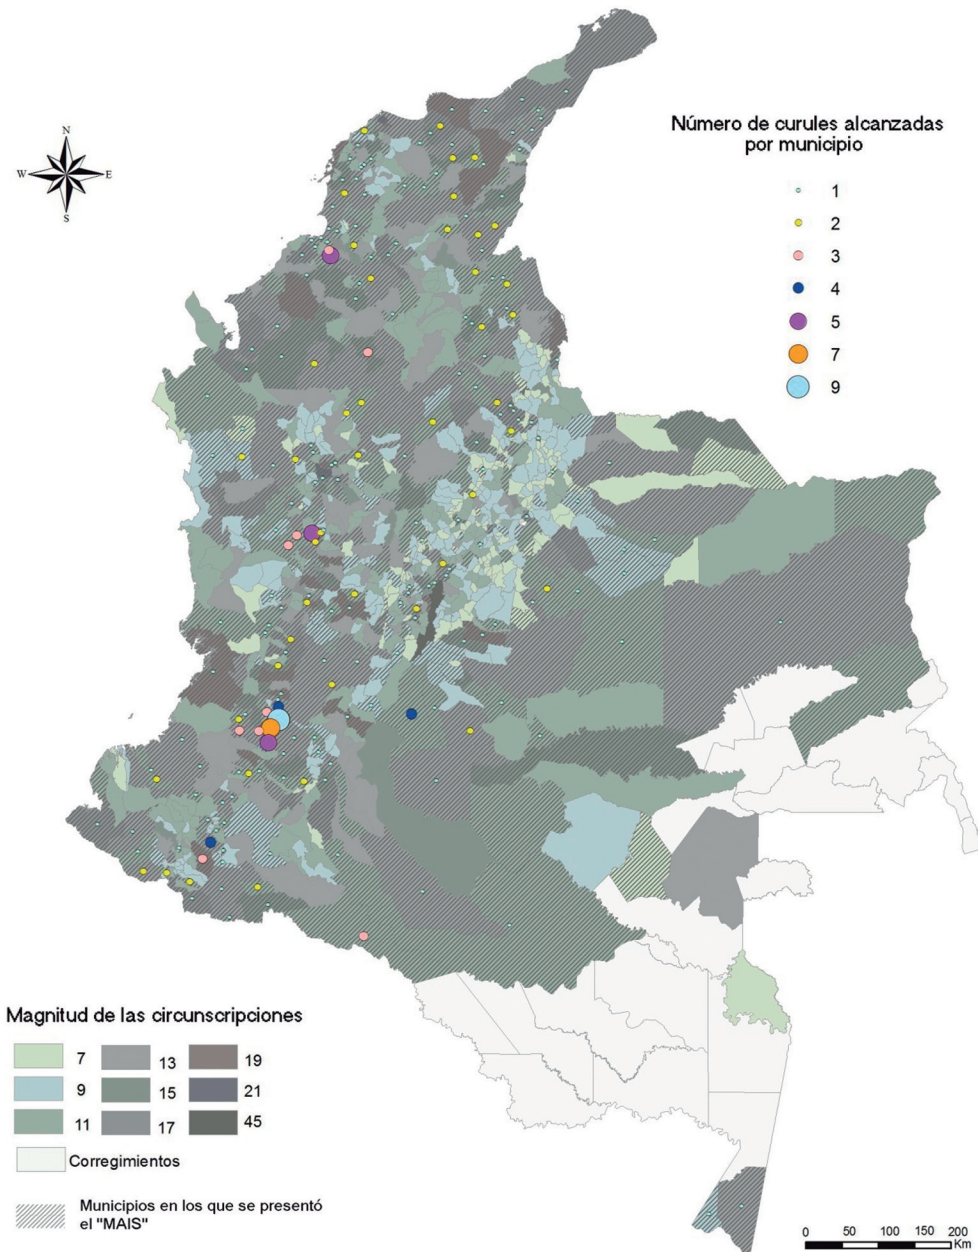 N
W
E
S
Número de curules alcanzadas
por municipio
1
2
3
4
5
7
9
Magnitud de las circunscripciones
7 13 19
9 15 21
11 17 45
Corregimientos
Municipios en los que se presentó
el "MAIS"
0 50 100 150 200
Km